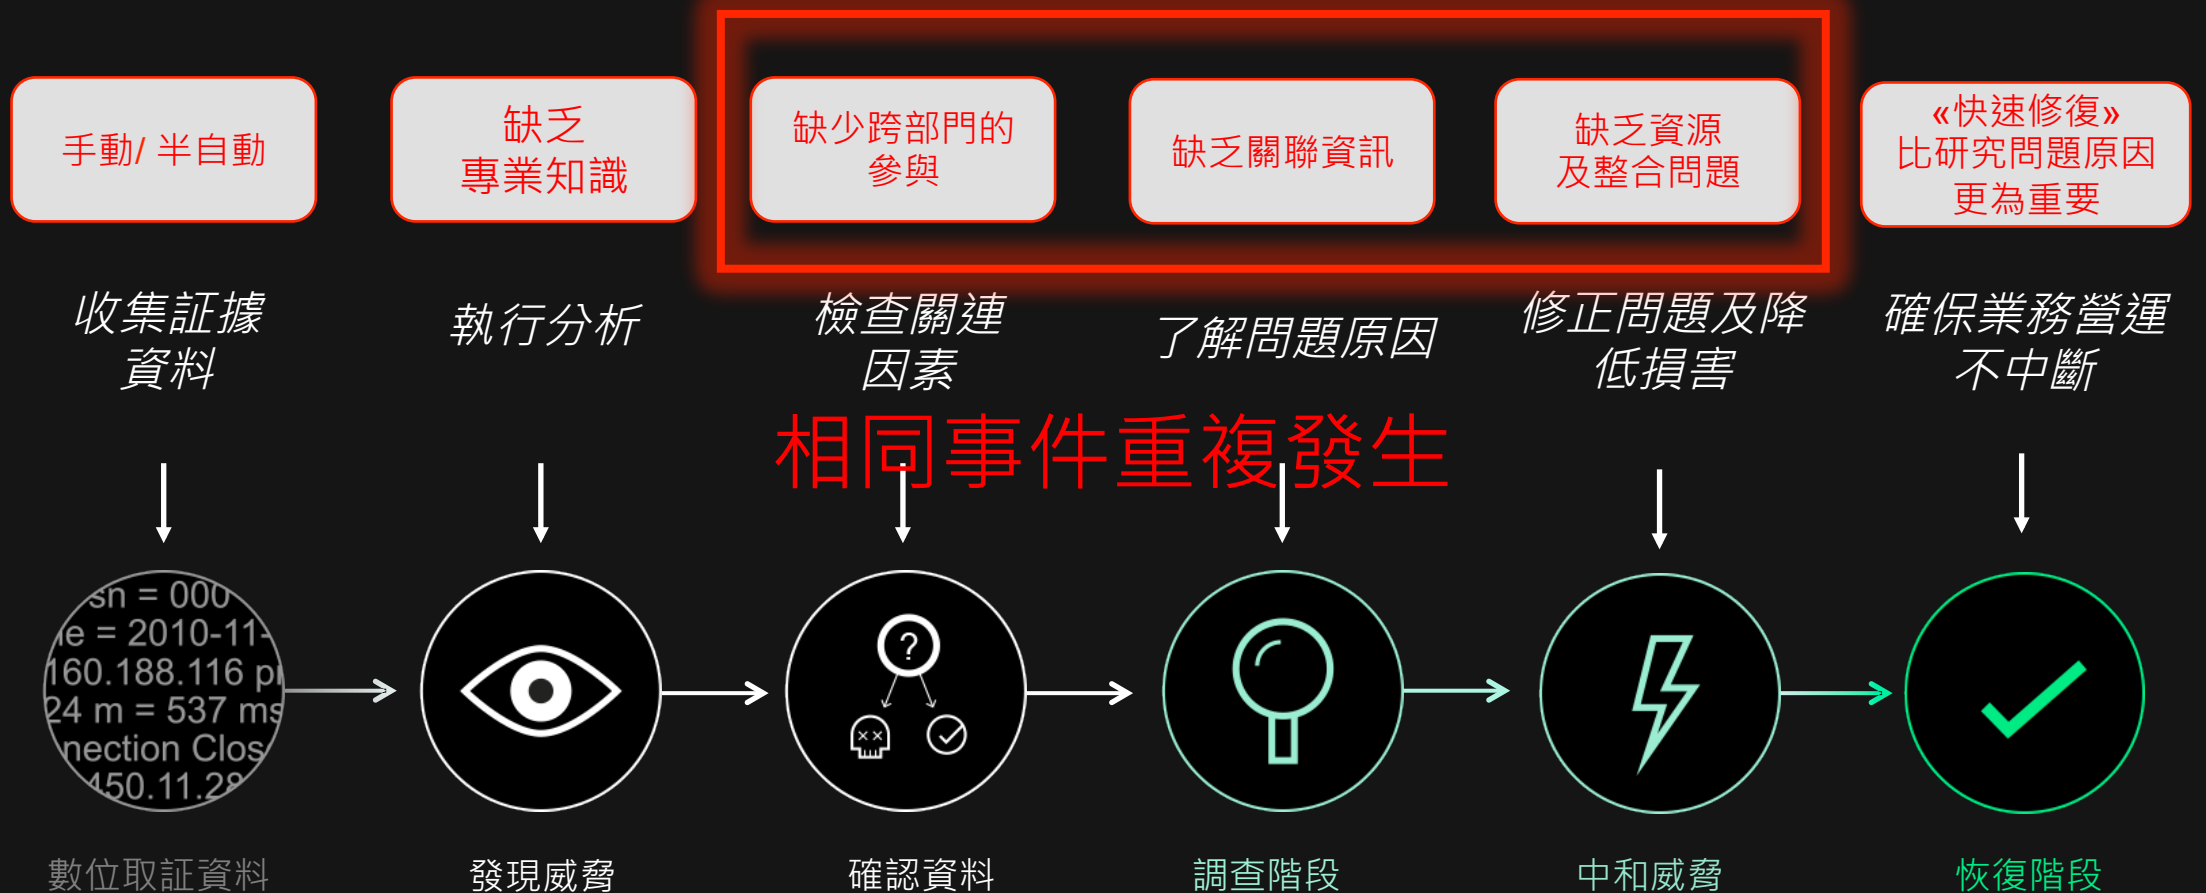 手動/ 半自動
缺乏
專業知識
缺少跨部門的
參與
缺乏關聯資訊
缺乏資源
及整合問題
«快速修復»
比研究問題原因
更為重要
收集証據
資料
執行分析
檢查關連
因素
了解問題原因
修正問題及降
低損害
確保業務營運
不中斷
相同事件重複發生
sn = 000
ie = 2010-11-
160.188.116 pr
24 m = 537 ms
nection Clos
450.11.28
?
數位取証資料
發現威脅
確認資料
調查階段
中和威脅
恢復階段